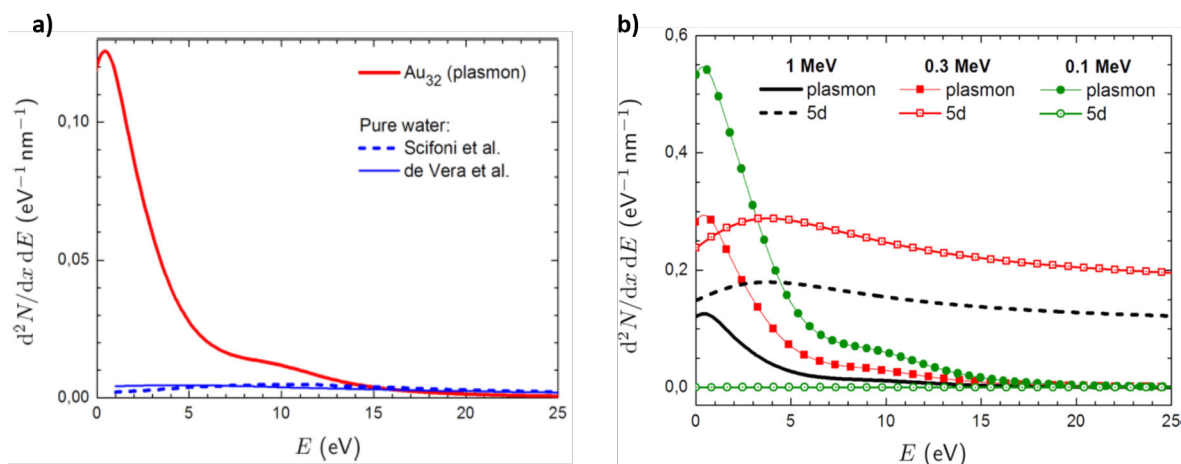 a)
Au32 (plasmon)
Pure water:
Scifoni et al.
de Vera et al.
d²N/dx dE (eV⁻¹ nm⁻¹)
0,10
0,05
0,00
0 5 10 15 20 25
E (eV)
b)
1 MeV 0.3 MeV 0.1 MeV
plasmon plasmon plasmon
5d 5d 5d
d²N/dx dE (eV⁻¹ nm⁻¹)
0,6
0,4
0,2
0,0
0 5 10 15 20 25
E (eV)